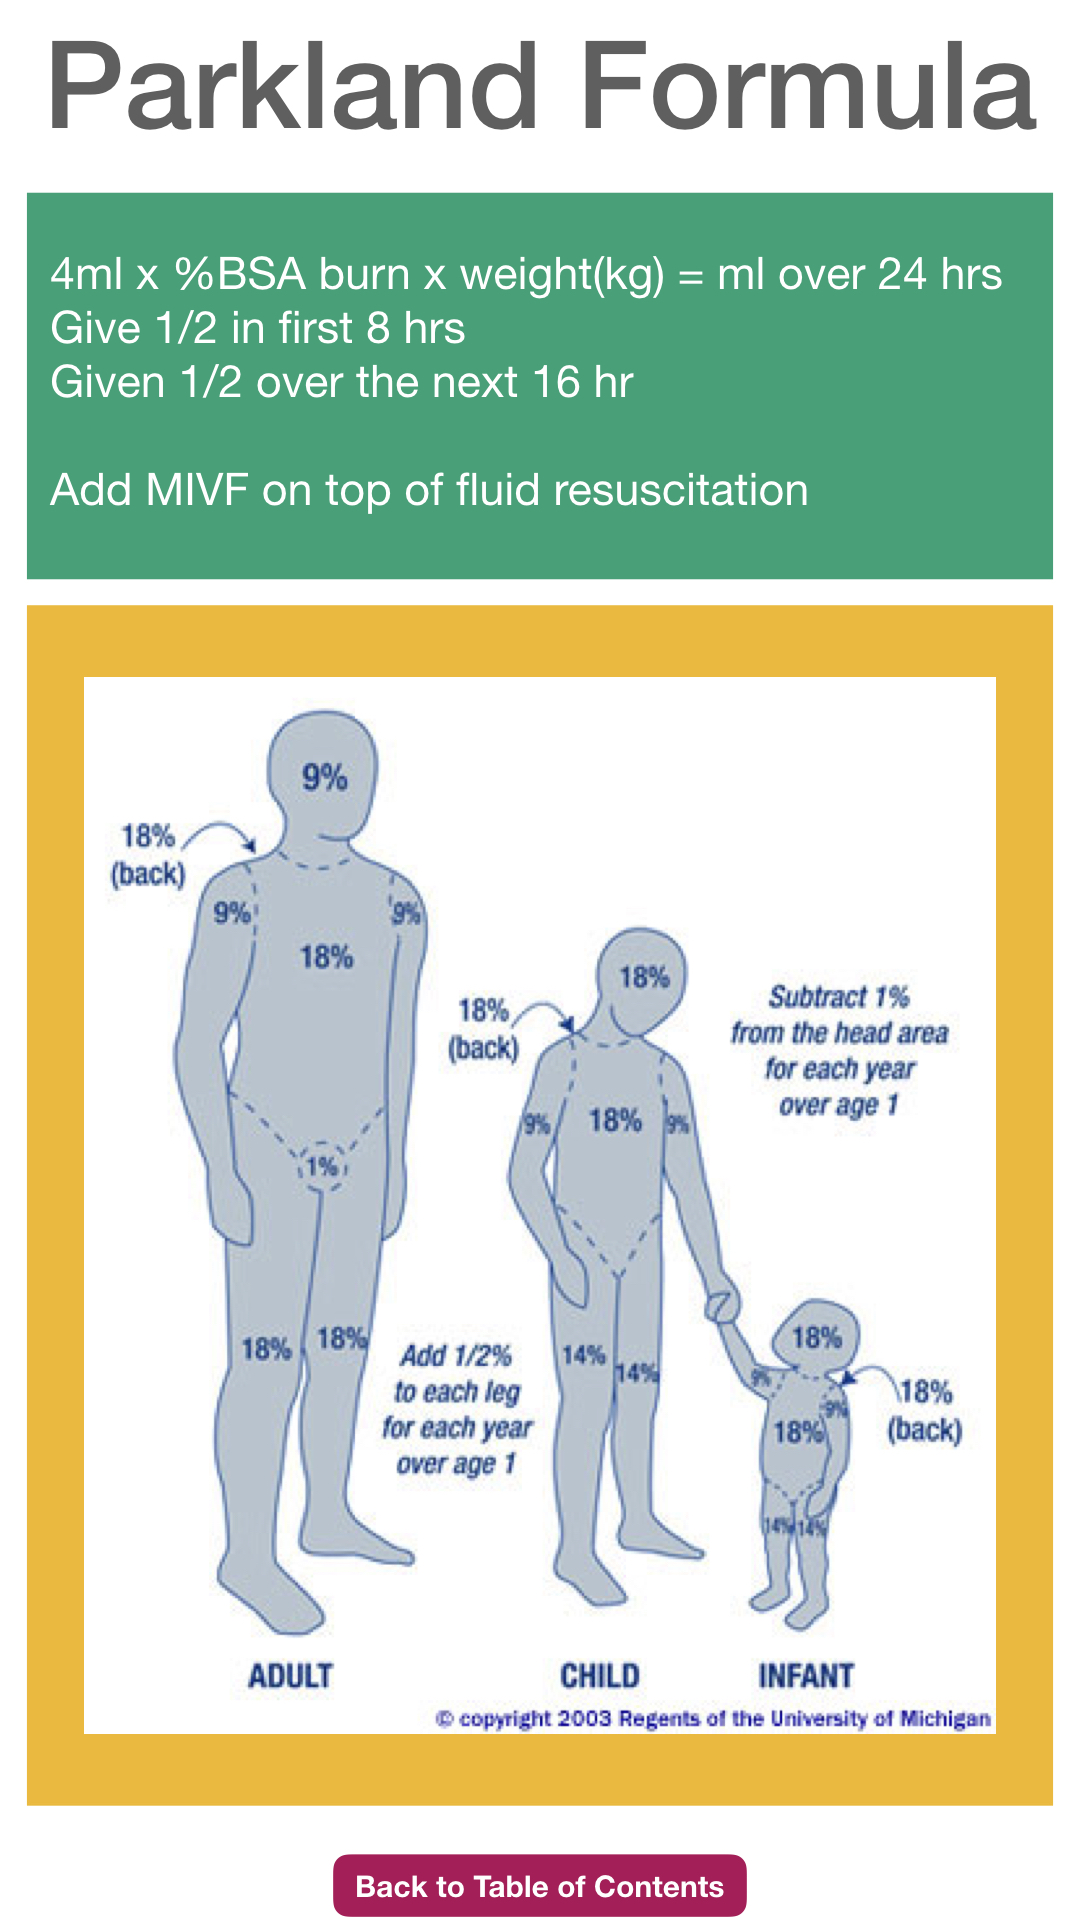 Parkland Formula
4ml x %BSA burn x weight(kg) = ml over 24 hrs
Give 1/2 in first 8 hrs
Given 1/2 over the next 16 hr
Add MIVF on top of fluid resuscitation
9%
18%
(back)
9%
9%
18%
1%
18%
18%
Add 1/2%
to each leg
for each year
over age 1
ADULT
18%
18%
(back)
9%
18%
9%
14%
14%
CHILD
Subtract 1%
from the head area
for each year
over age 1
18%
9%
18%
(back)
9%
18%
14%
14%
INFANT
© copyright 2003 Regents of the University of Michigan
Back to Table of Contents